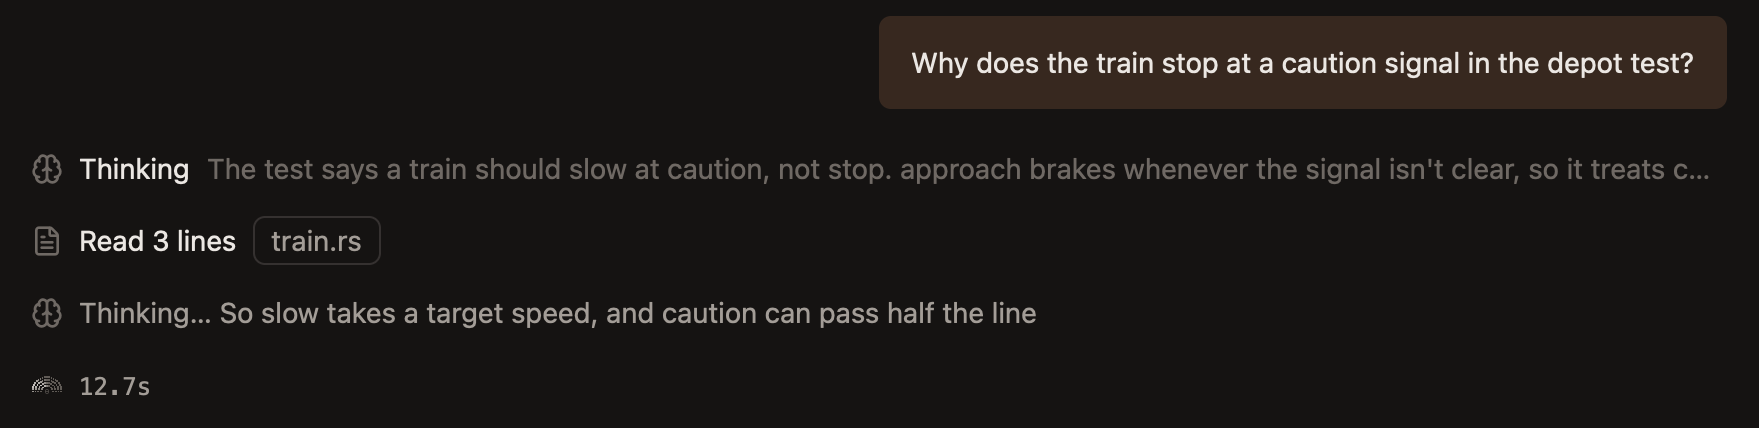 Why does the train stop at a caution signal in the depot test?
Thinking The test says a train should slow at caution, not stop. approach brakes whenever the signal isn't clear, so it treats c...
Read 3 lines train.rs
Thinking... So slow takes a target speed, and caution can pass half the line
12.7s